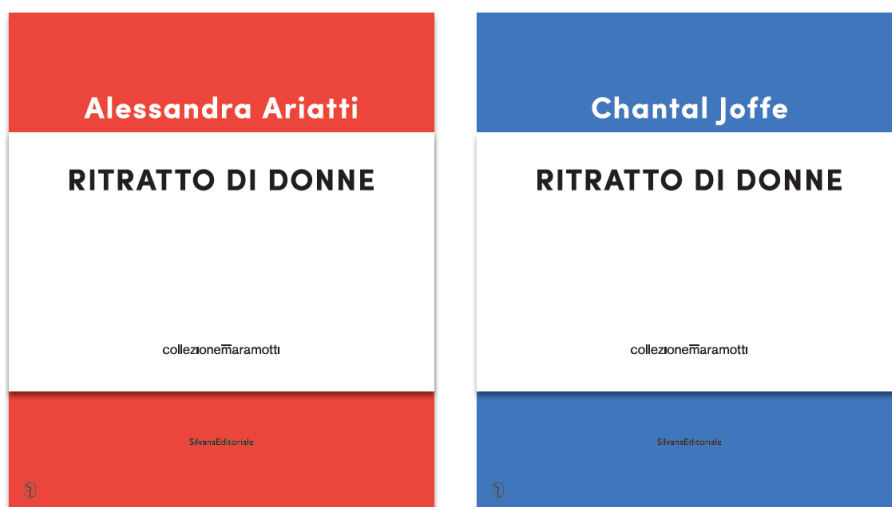 Alessandra Ariatti
RITRATTO DI DONNE
collezionemaramotti
SilvanaEditoriale
Chantal Joffe
RITRATTO DI DONNE
collezionemaramotti
SilvanaEditoriale